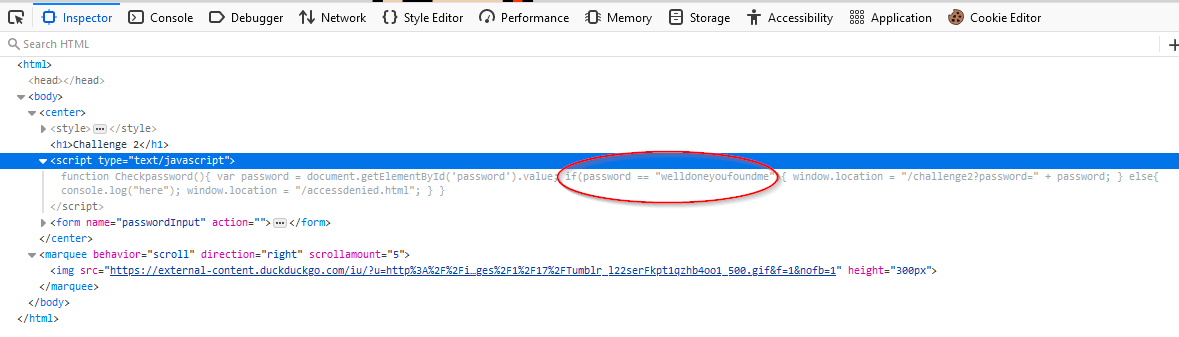 Inspector Console Debugger Network Style Editor Performance Memory Storage Accessibility Application Cookie Editor
Search HTML
<html>
<head></head>
<body>
<center>
<style> ••• </style>
<h1>Challenge 2</h1>
<script type="text/javascript">
function Checkpassword(){ var password = document.getElementById('password').value; if(password == "welldoneyoufoundme" { window.location = "/challenge2?password=" + password; } else{
console.log("here"); window.location = "/accessdenied.html"; } }
</script>
<form name="passwordInput" action=""> ••• </form>
</center>
<marquee behavior="scroll" direction="right" scrollamount="5">
<img src="https://external-content.duckduckgo.com/iu/?u=http%3A%2F%2Fi…ges%2F1%2F17%2FTumblr_l22serFkpt1qzhb4oo1_500.gif&f=1&nofb=1" height="300px">
</marquee>
</body>
</html>